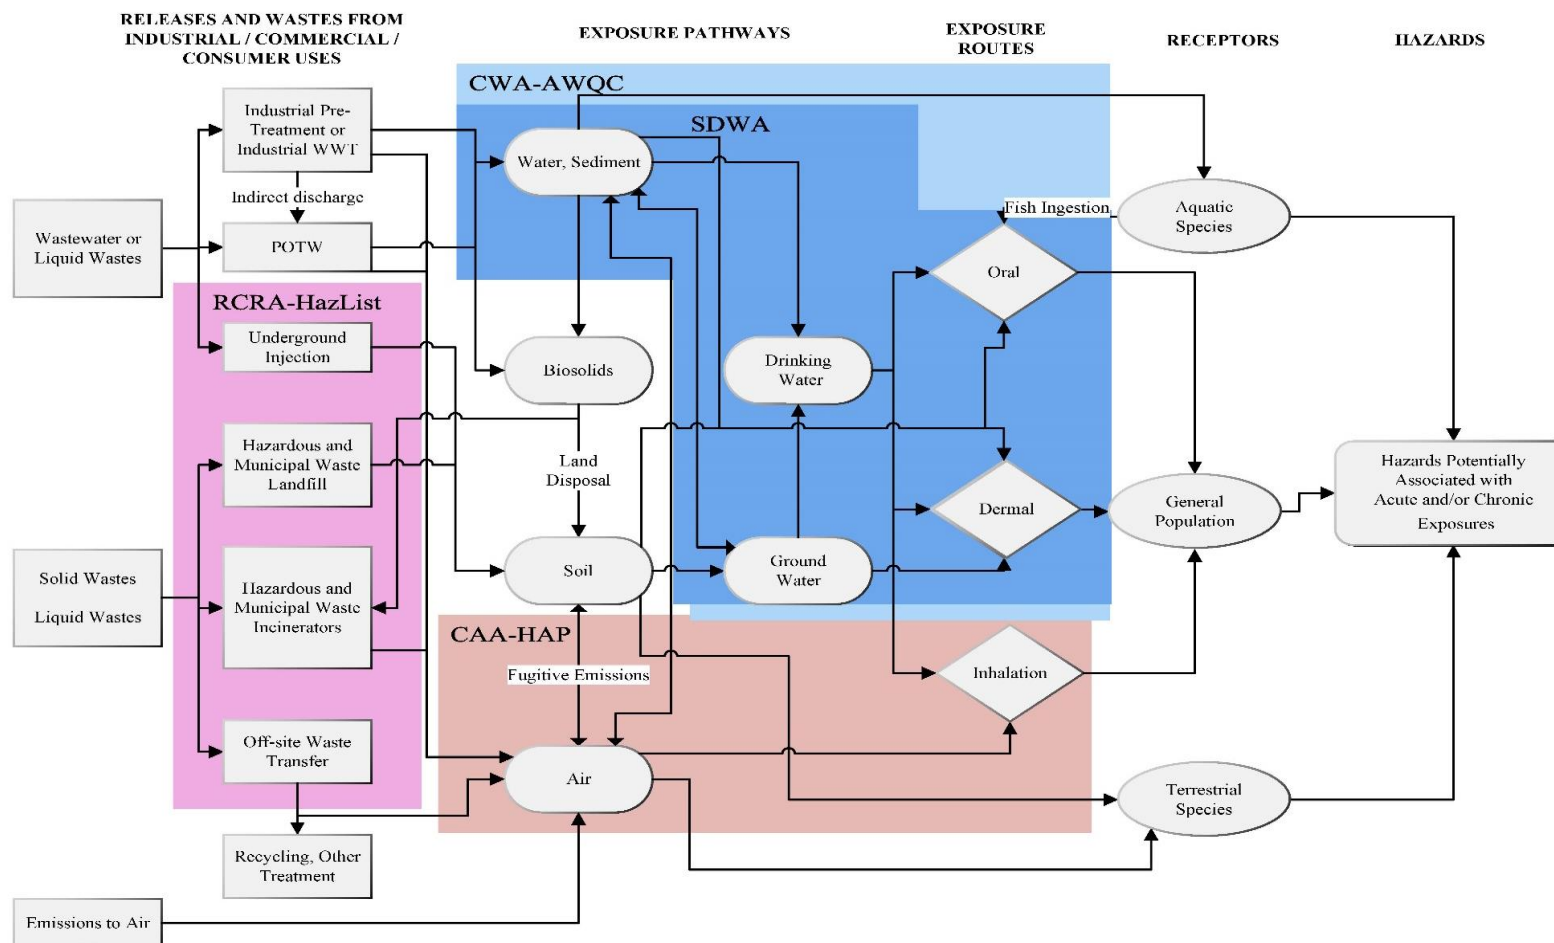 RELEASES AND WASTES FROM
INDUSTRIAL / COMMERCIAL /
CONSUMER USES
EXPOSURE PATHWAYS
EXPOSURE
ROUTES
RECEPTORS
HAZARDS
CWA-AWQC
SDWA
Industrial Pre-
Treatment or
Industrial WWT
Indirect discharge
POTW
Wastewater or
Liquid Wastes
RCRA-HazList
Underground
Injection
Hazardous and
Municipal Waste
Landfill
Hazardous and
Municipal Waste
Incinerators
Solid Wastes
Liquid Wastes
Off-site Waste
Transfer
Recycling, Other
Treatment
Emissions to Air
Water, Sediment
Biosolids
Land
Disposal
Soil
CAA-HAP
Fugitive Emissions
Air
Drinking
Water
Ground
Water
Fish Ingestion
Oral
Dermal
Inhalation
Aquatic
Species
General
Population
Terrestrial
Species
Hazards Potentially
Associated with
Acute and/or Chronic
Exposures